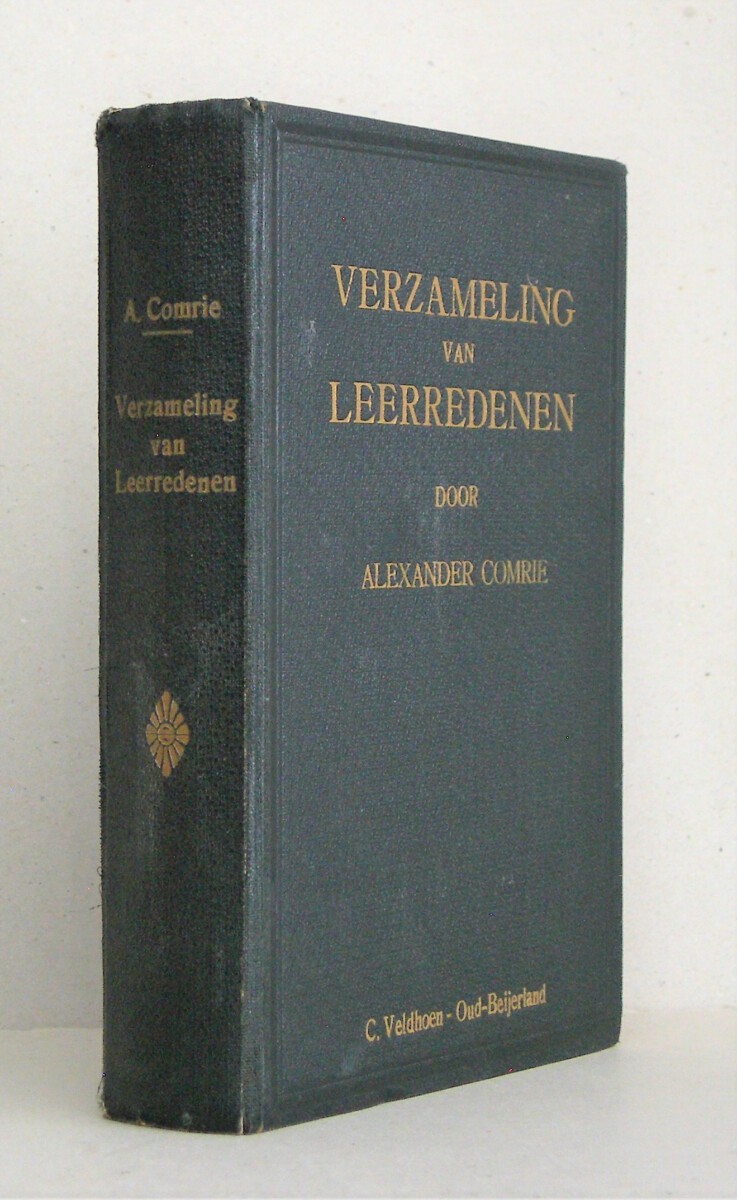 A. Comrie
Verzameling
van
Leerredenen
VERZAMELING
VAN
LEERREDENEN
DOOR
ALEXANDER COMRIE
C. Veldhoen - Oud-Beijerland